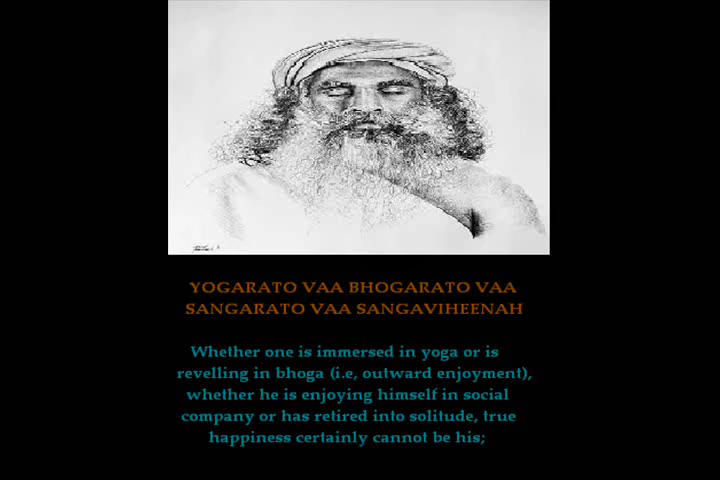 YOGARATO VAA BHOGARATO VAA
SANGARATO VAA SANGAVIHEENAH
Whether one is immersed in yoga or is
revelling in bhoga (i.e, outward enjoyment),
whether he is enjoying himself in social
company or has retired into solitude, true
happiness certainly cannot be his;